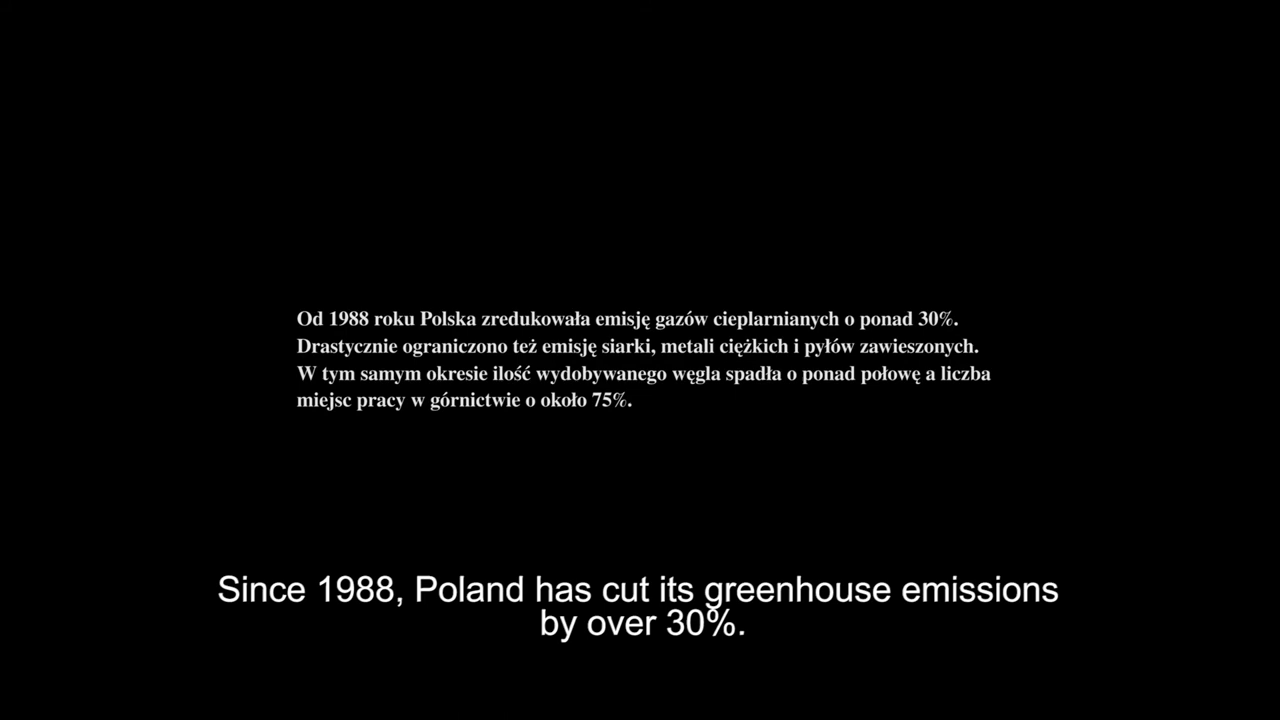 Od 1988 roku Polska zredukowała emisję gazów cieplarnianych o ponad 30%.
Drastycznie ograniczono też emisję siarki, metali ciężkich i pyłów zawieszonych.
W tym samym okresie ilość wydobywanego węgla spadła o ponad połowę a liczba
miejsc pracy w górnictwie o około 75%.
Since 1988, Poland has cut its greenhouse emissions
by over 30%.